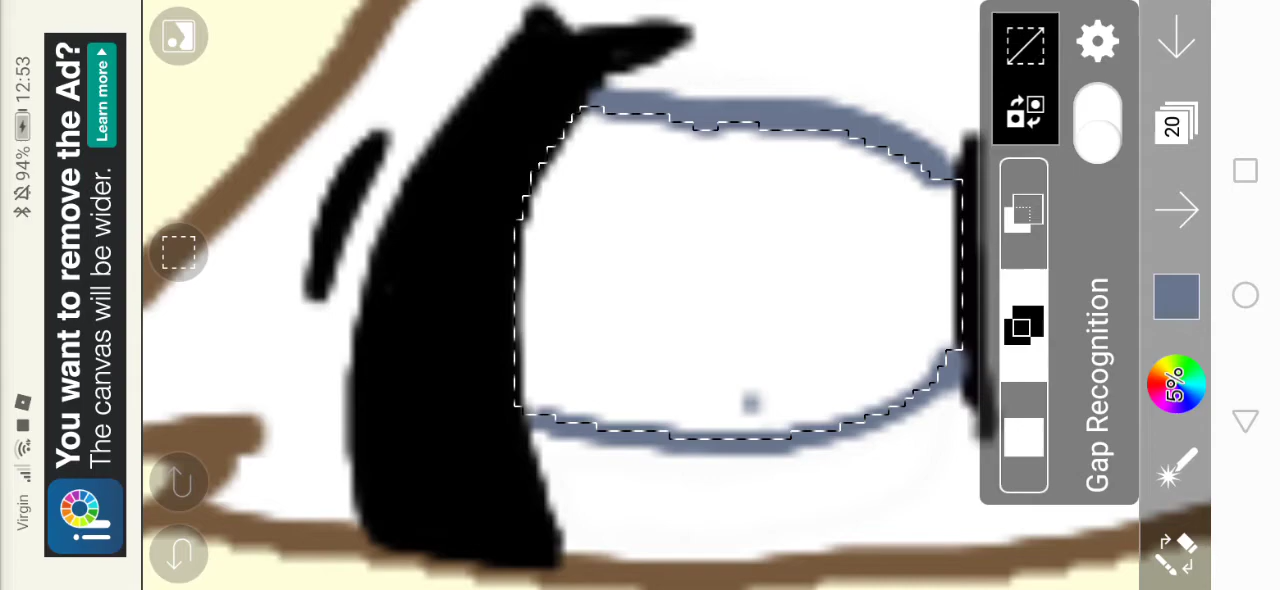 Virgin
94% 12:53
You want to remove the Ad?
The canvas will be wider.
Learn more
iP
Gap Recognition
20
5%